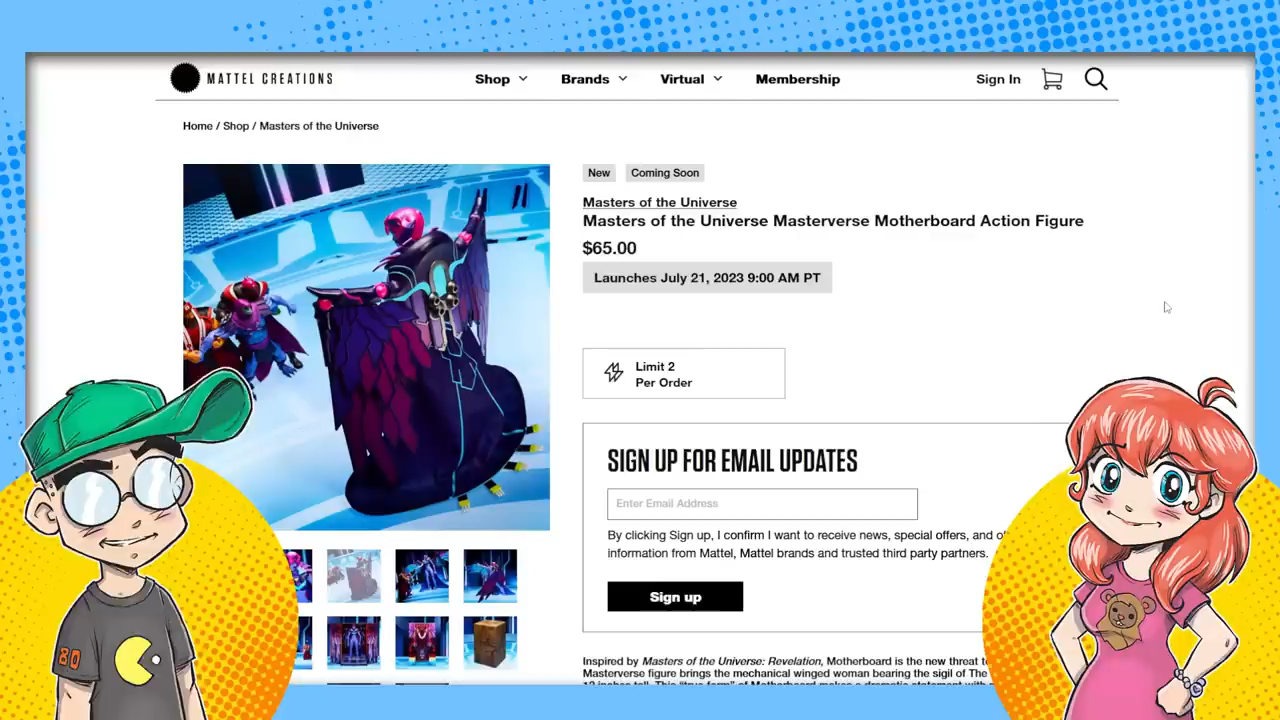 MATTEL CREATIONS
Shop
Brands
Virtual
Membership
Sign In
Home / Shop / Masters of the Universe
New
Coming Soon
Masters of the Universe
Masters of the Universe Masterverse Motherboard Action Figure
$65.00
Launches July 21, 2023 9:00 AM PT
Limit 2
Per Order
SIGN UP FOR EMAIL UPDATES
Enter Email Address
By clicking Sign up, I confirm I want to receive news, special offers, and
information from Mattel, Mattel brands and trusted third party partners.
Sign up
Inspired by Masters of the Universe: Revelation, Motherboard is the new threat
Masterverse figure brings the mechanical winged woman bearing the sigil of The
80